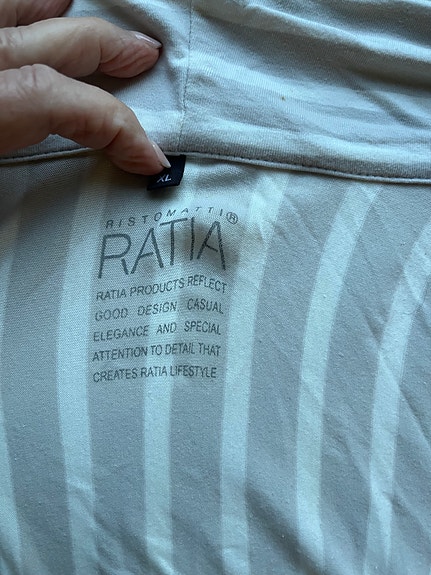 XL
RISTOMATTI®
RATIA
RATIA PRODUCTS REFLECT
GOOD DESIGN CASUAL
ELEGANCE AND SPECIAL
ATTENTION TO DETAIL THAT
CREATES RATIA LIFESTYLE